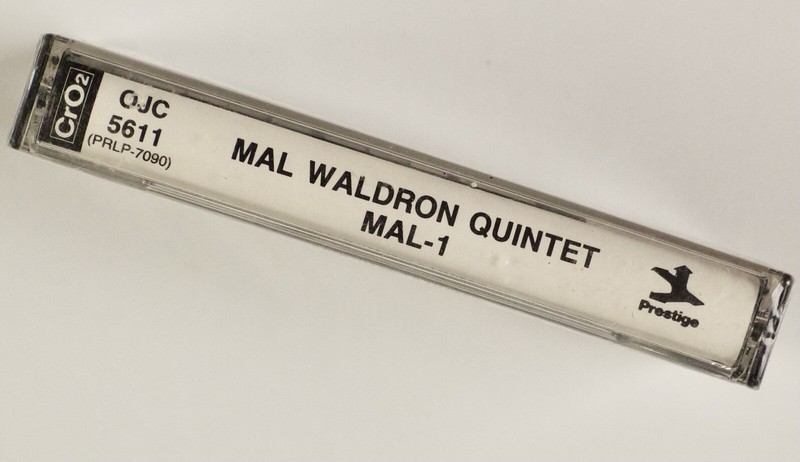 CrO2
OJC
5611
(PRLP-7090)
MAL WALDRON QUINTET
MAL-1
Prestige